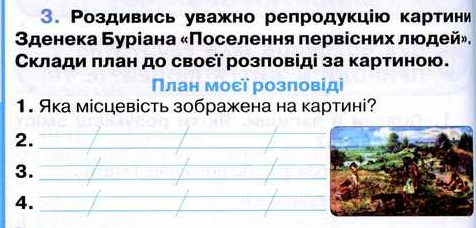 3. Роздивись уважно репродукцію картини
Зденека Буріана «Поселення первісних людей».
Склади план до своєї розповіді за картиною.
План моєї розповіді
1. Яка місцевість зображена на картині?
2.
3.
4.